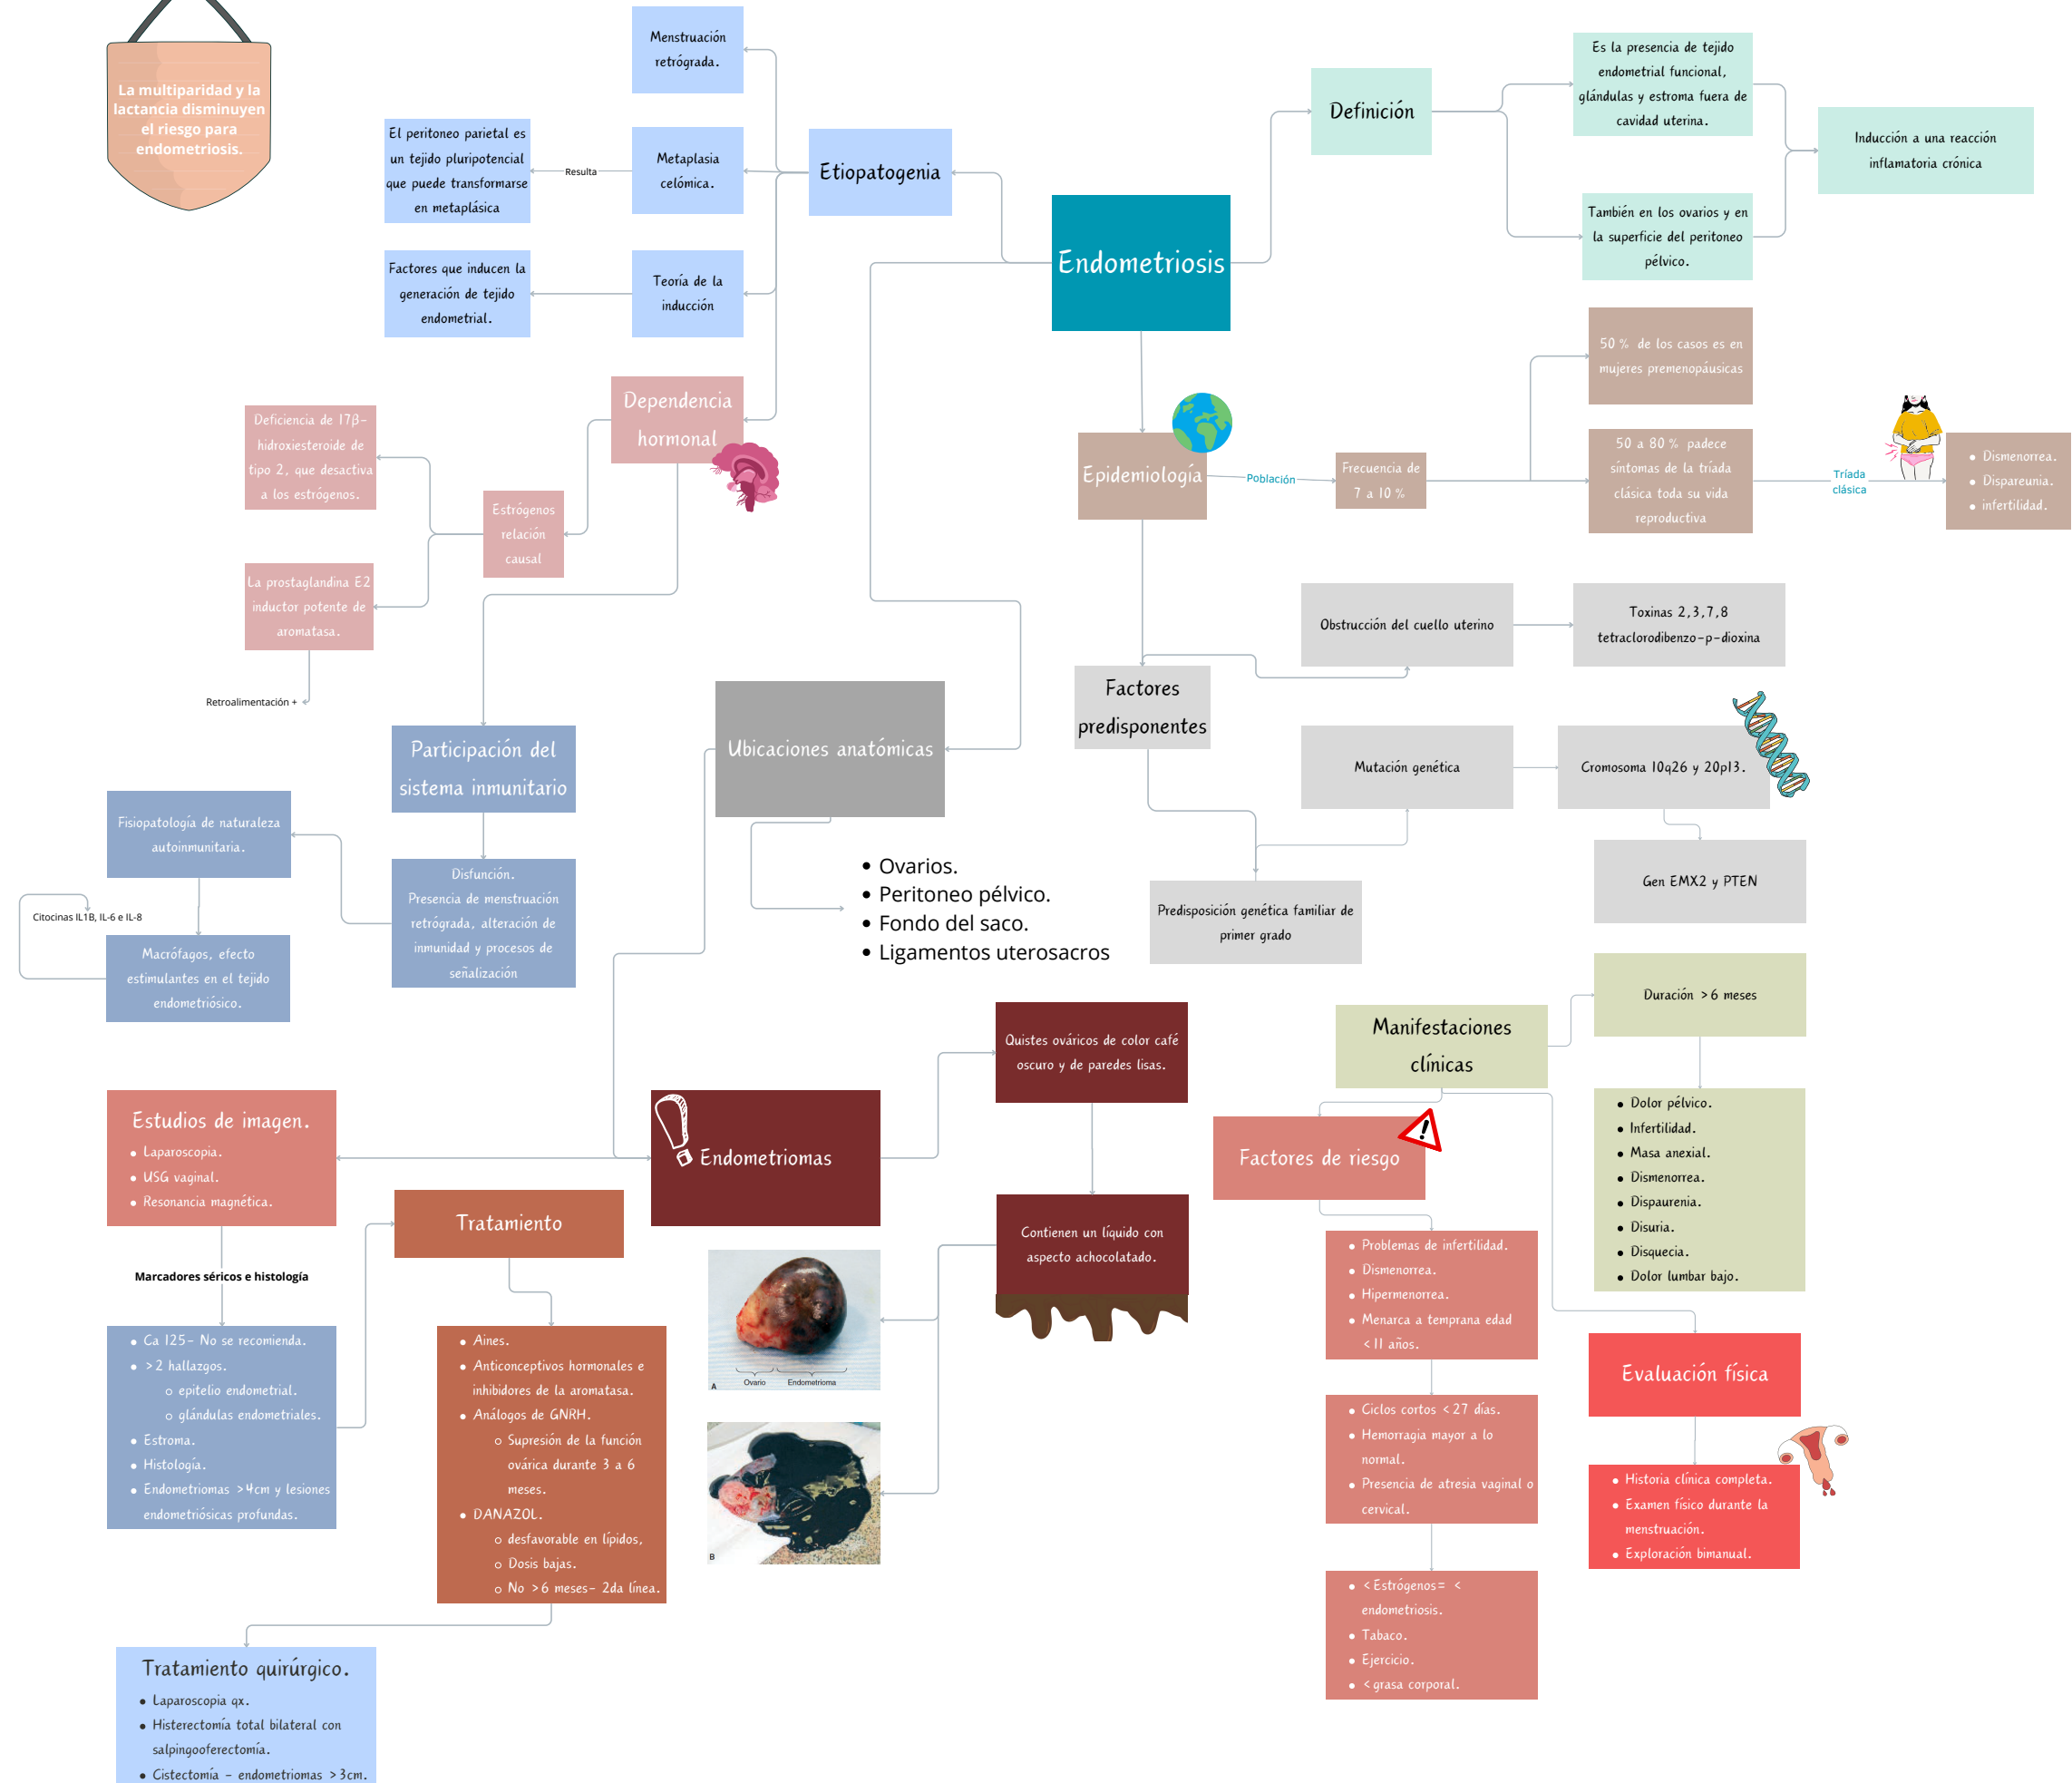 La multiparidad y la
lactancia disminuyen
el riesgo para
endometriosis.
Menstruación
retrógrada.
El peritoneo parietal es
un tejido pluripotencial
que puede transformarse
en metaplásica
Resulta
Metaplasia
celómica.
Etiopatogenia
Factores que inducen la
generación de tejido
endometrial.
Teoría de la
inducción
Endometriosis
Definición
Es la presencia de tejido
endometrial funcional,
glándulas y estroma fuera de
cavidad uterina.
También en los ovarios y en
la superficie del peritoneo
pélvico.
Inducción a una reacción
inflamatoria crónica
Dependencia
hormonal
Deficiencia de 17β-
hidroxiesteroide de
tipo 2, que desactiva
a los estrógenos.
Estrógenos
relación
causal
La prostaglandina E2
inductor potente de
aromatasa.
Retroalimentación +
Epidemiología
Población
Frecuencia de
7 a 10 %
50 % de los casos es en
mujeres premenopáusicas
50 a 80 % padece
síntomas de la tríada
clásica toda su vida
reproductiva
Tríada
clásica
• Dismenorrea.
• Dispareunia.
• infertilidad.
Obstrucción del cuello uterino
Toxinas 2,3,7,8
tetraclorodibenzo-p-dioxina
Factores
predisponentes
Mutación genética
Cromosoma 10q26 y 20p13.
Gen EMX2 y PTEN
Predisposición genética familiar de
primer grado
Participación del
sistema inmunitario
Fisiopatología de naturaleza
autoinmunitaria.
Citocinas IL1B, IL-6 e IL-8
Macrófagos, efecto
estimulantes en el tejido
endometriósico.
Disfunción.
Presencia de menstruación
retrógrada, alteración de
inmunidad y procesos de
señalización
Ubicaciones anatómicas
• Ovarios.
• Peritoneo pélvico.
• Fondo del saco.
• Ligamentos uterosacros
Endometriomas
Quistes ováricos de color café
oscuro y de paredes lisas.
Contienen un líquido con
aspecto achocolatado.
Ovario
Endometrioma
A
B
Estudios de imagen.
• Laparoscopia.
• USG vaginal.
• Resonancia magnética.
Marcadores séricos e histología
• Ca 125- No se recomienda.
• >2 hallazgos.
○ epitelio endometrial.
○ glándulas endometriales.
• Estroma.
• Histología.
• Endometriomas >4cm y lesiones
endometriósicas profundas.
Tratamiento
• Aines.
• Anticonceptivos hormonales e
inhibidores de la aromatasa.
• Análogos de GNRH.
○ Supresión de la función
ovárica durante 3 a 6
meses.
• DANAZOL.
○ desfavorable en lípidos,
○ Dosis bajas.
○ No >6 meses- 2da línea.
Tratamiento quirúrgico.
• Laparoscopia qx.
• Histerectomía total bilateral con
salpingooferectomía.
• Cistectomía - endometriomas >3cm.
Manifestaciones
clínicas
Duración >6 meses
• Dolor pélvico.
• Infertilidad.
• Masa anexial.
• Dismenorrea.
• Dispaurenia.
• Disuria.
• Disquecia.
• Dolor lumbar bajo.
Factores de riesgo
• Problemas de infertilidad.
• Dismenorrea.
• Hipermenorrea.
• Menarca a temprana edad
<11 años.
• Ciclos cortos <27 días.
• Hemorragia mayor a lo
normal.
• Presencia de atresia vaginal o
cervical.
• <Estrógenos= <
endometriosis.
• Tabaco.
• Ejercicio.
• <grasa corporal.
Evaluación física
• Historia clínica completa.
• Examen físico durante la
menstruación.
• Exploración bimanual.